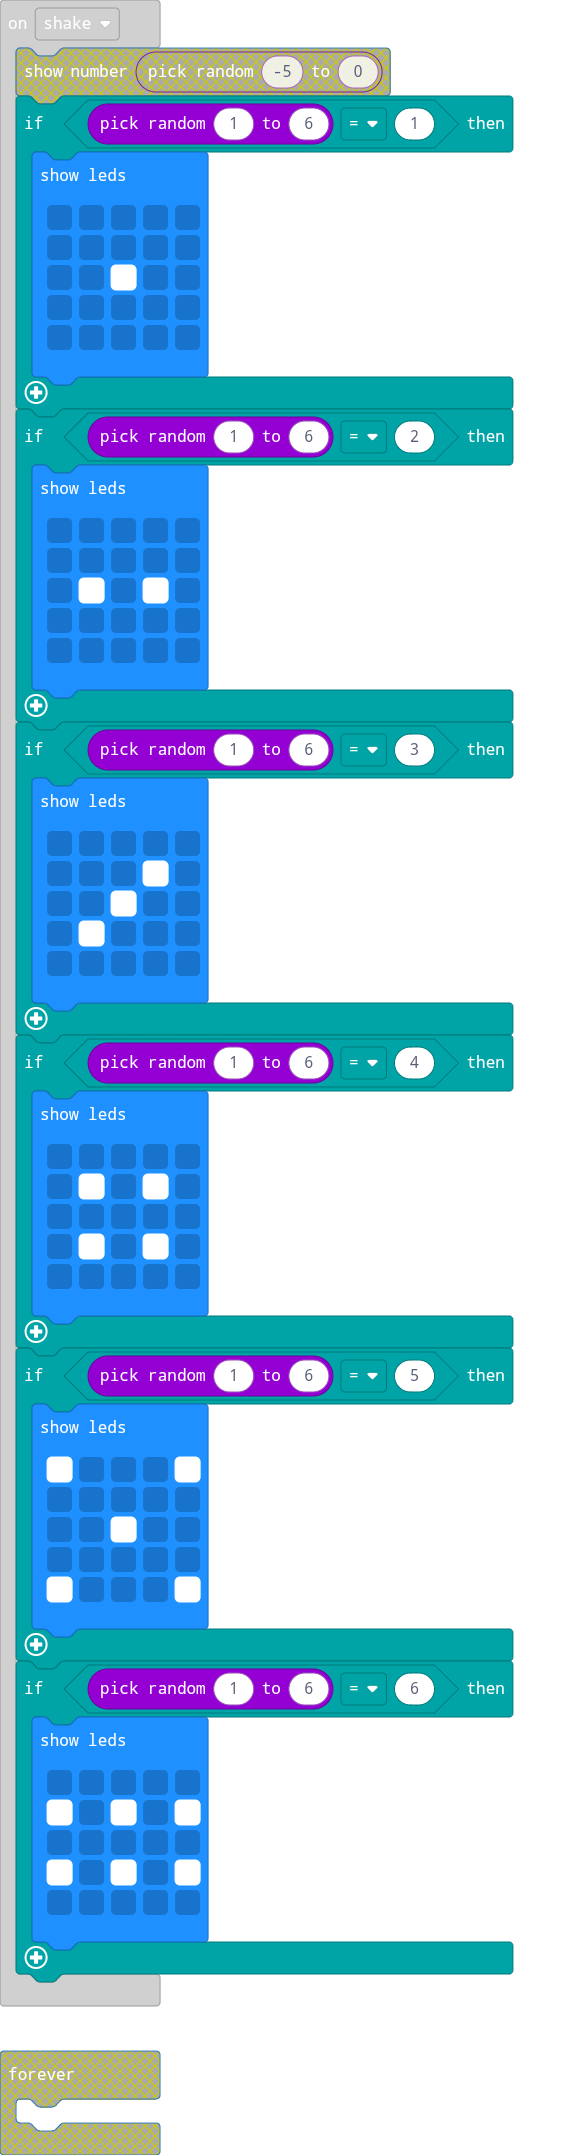 on shake
show number pick random -5 to 0
if pick random 1 to 6 = 1 then
show leds
if pick random 1 to 6 = 2 then
show leds
if pick random 1 to 6 = 3 then
show leds
if pick random 1 to 6 = 4 then
show leds
if pick random 1 to 6 = 5 then
show leds
if pick random 1 to 6 = 6 then
show leds
forever